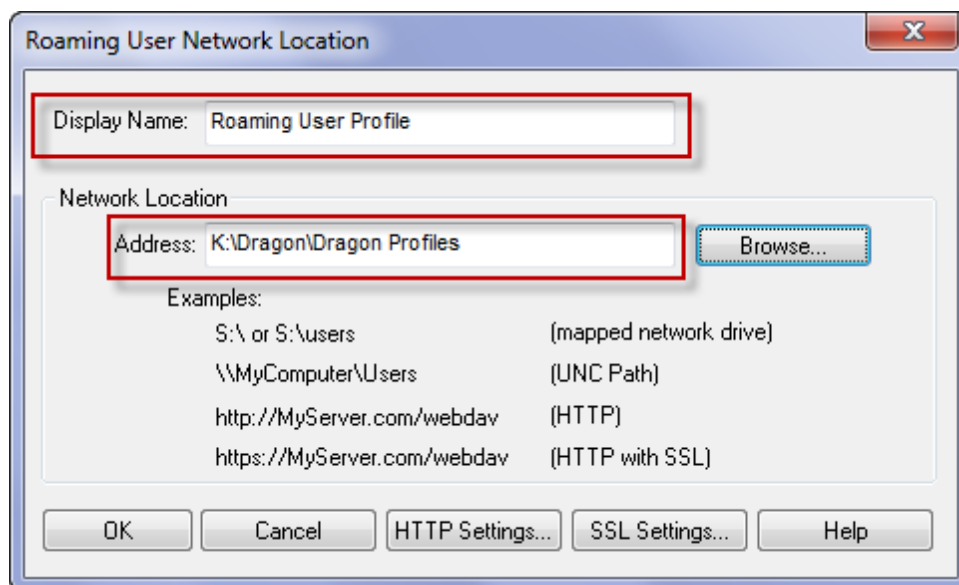 Roaming User Network Location
Display Name: Roaming User Profile
Network Location
Address: K:\Dragon\Dragon Profiles Browse...
Examples:
S:\ or S:\users (mapped network drive)
\\MyComputer\Users (UNC Path)
http://MyServer.com/webdav (HTTP)
https://MyServer.com/webdav (HTTP with SSL)
OK Cancel HTTP Settings... SSL Settings... Help